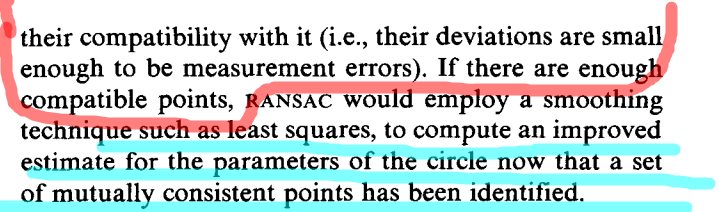 their compatibility with it (i.e., their deviations are small
enough to be measurement errors). If there are enough
compatible points, RANSAC would employ a smoothing
technique such as least squares, to compute an improved
estimate for the parameters of the circle now that a set
of mutually consistent points has been identified.